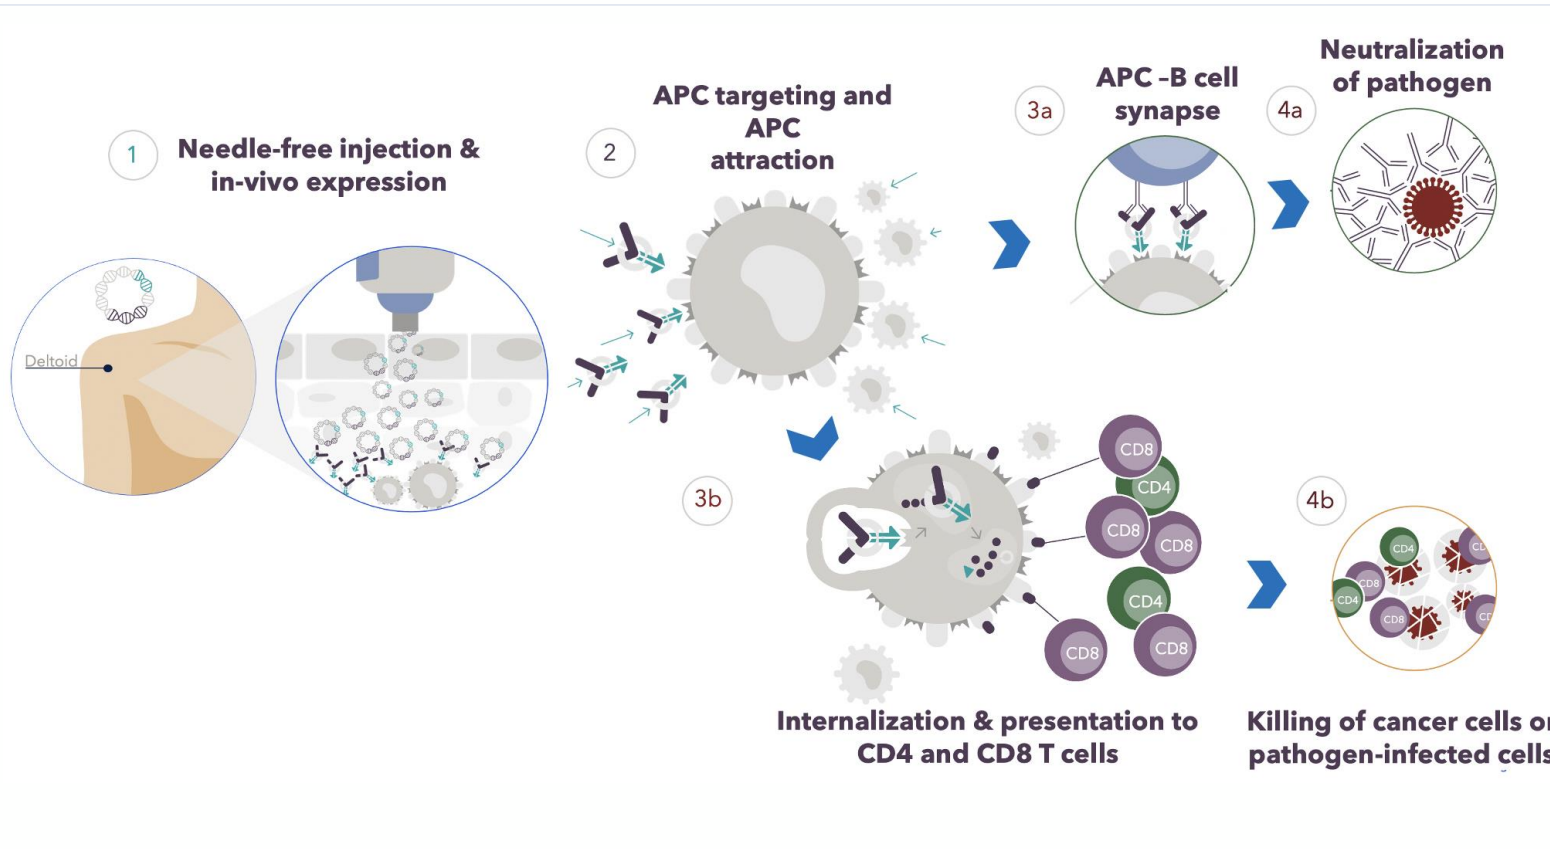 1
Needle-free injection &
in-vivo expression
Deltoid
2
APC targeting and
APC
attraction
3a
APC –B cell
synapse
4a
Neutralization
of pathogen
3b
CD8
CD4
CD8
CD8
CD4
CD8
CD8
Internalization & presentation to
CD4 and CD8 T cells
4b
CD4
CD8
CD4
CD8
Killing of cancer cells or
pathogen-infected cells